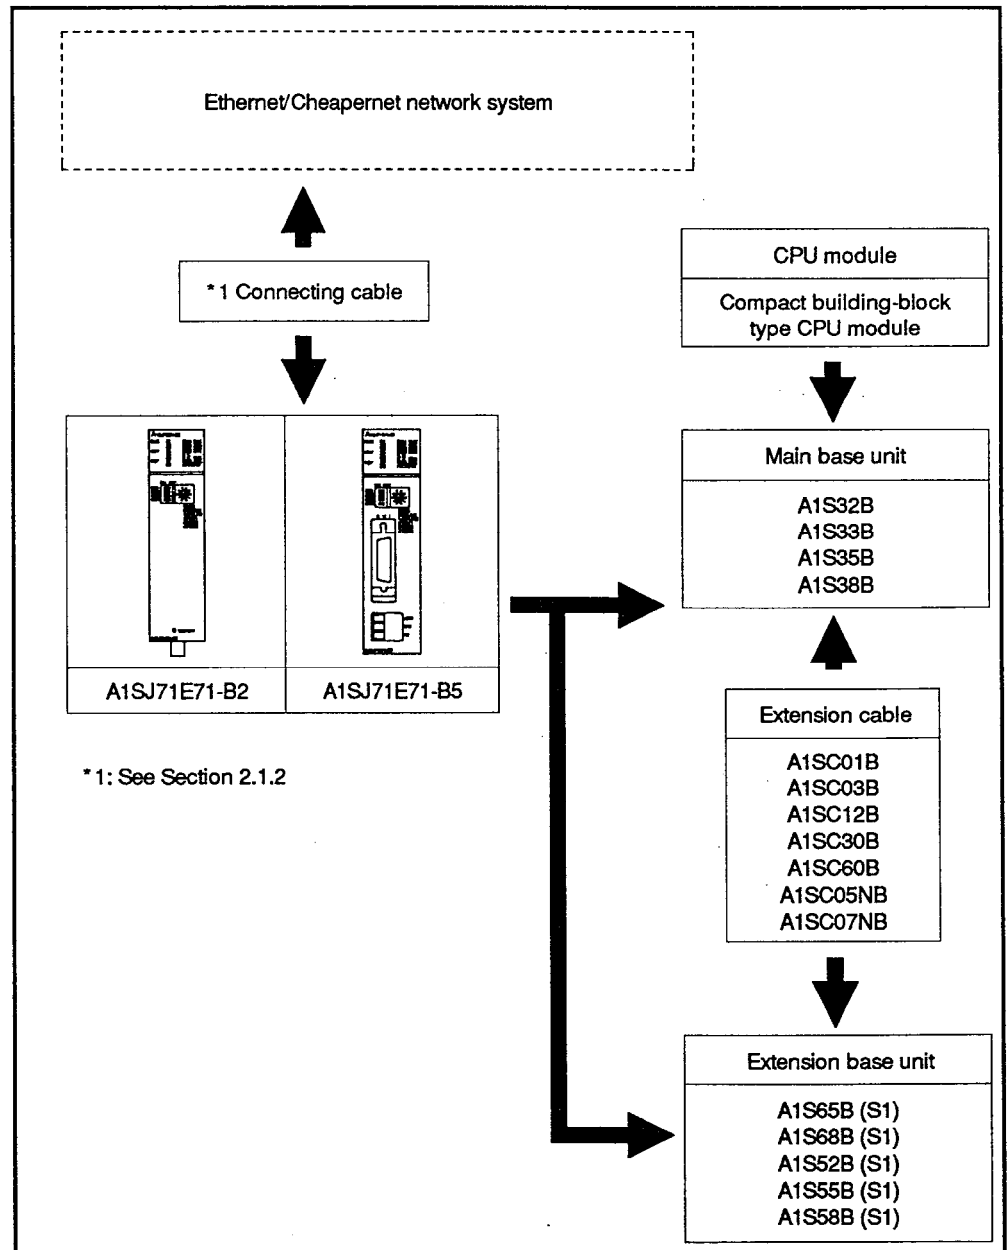 Ethernet/Cheapernet network system
*1 Connecting cable
CPU module
Compact building-block
type CPU module
Main base unit
A1S32B
A1S33B
A1S35B
A1S38B
A1SJ71E71-B2
A1SJ71E71-B5
*1: See Section 2.1.2
Extension cable
A1SC01B
A1SC03B
A1SC12B
A1SC30B
A1SC60B
A1SC05NB
A1SC07NB
Extension base unit
A1S65B (S1)
A1S68B (S1)
A1S52B (S1)
A1S55B (S1)
A1S58B (S1)